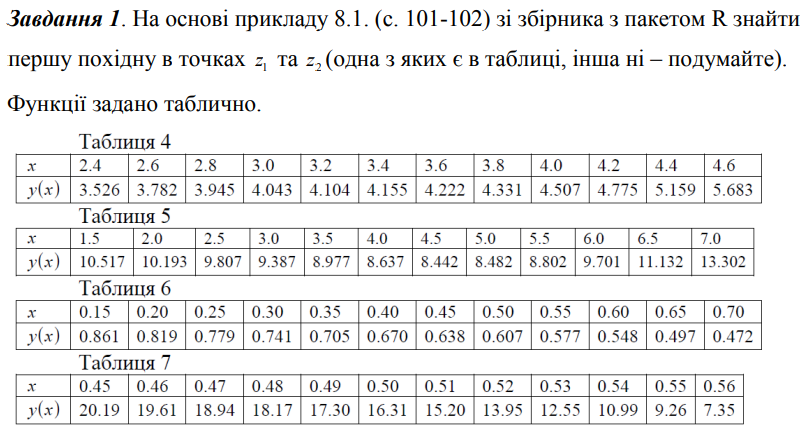 Завдання 1. На основі прикладу 8.1. (с. 101-102) зі збірника з пакетом R знайти
першу похідну в точках z₁ та z₂ (одна з яких є в таблиці, інша ні – подумайте).
Функції задано таблично.
Таблиця 4
x 2.4 2.6 2.8 3.0 3.2 3.4 3.6 3.8 4.0 4.2 4.4 4.6
y(x) 3.526 3.782 3.945 4.043 4.104 4.155 4.222 4.331 4.507 4.775 5.159 5.683
Таблиця 5
x 1.5 2.0 2.5 3.0 3.5 4.0 4.5 5.0 5.5 6.0 6.5 7.0
y(x) 10.517 10.193 9.807 9.387 8.977 8.637 8.442 8.482 8.802 9.701 11.132 13.302
Таблиця 6
x 0.15 0.20 0.25 0.30 0.35 0.40 0.45 0.50 0.55 0.60 0.65 0.70
y(x) 0.861 0.819 0.779 0.741 0.705 0.670 0.638 0.607 0.577 0.548 0.497 0.472
Таблиця 7
x 0.45 0.46 0.47 0.48 0.49 0.50 0.51 0.52 0.53 0.54 0.55 0.56
y(x) 20.19 19.61 18.94 18.17 17.30 16.31 15.20 13.95 12.55 10.99 9.26 7.35